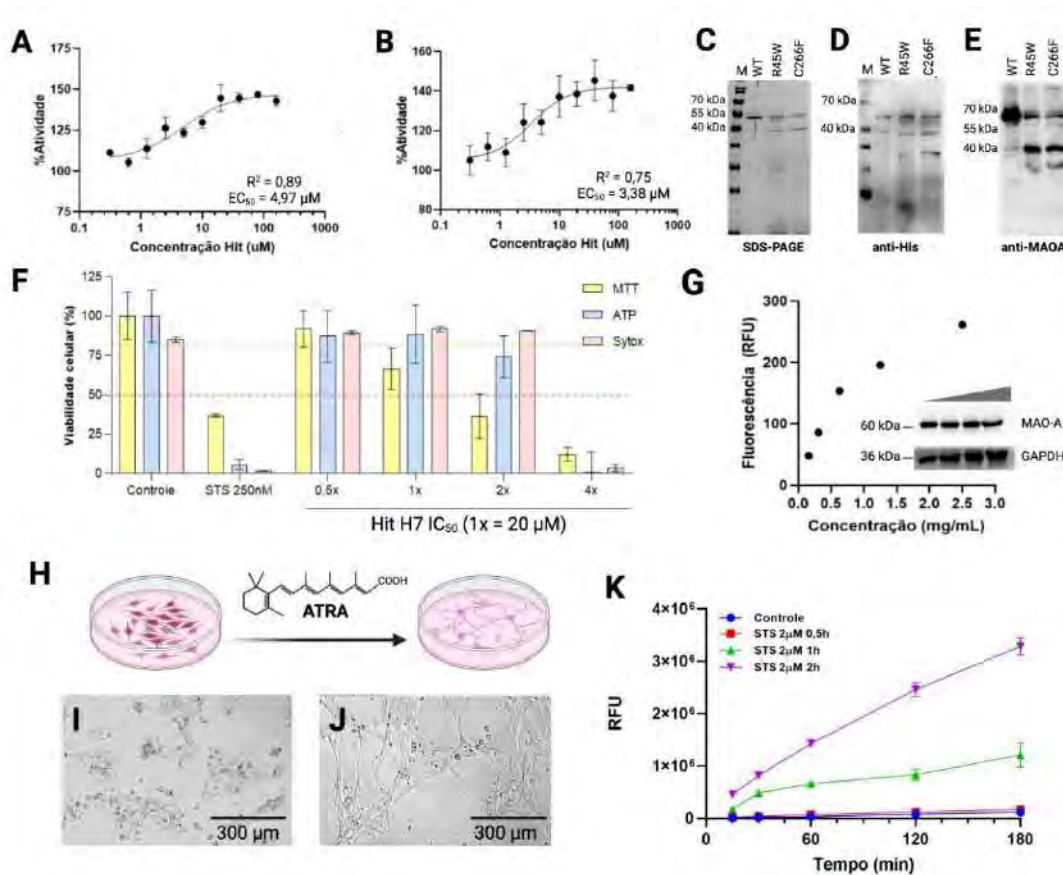 A
%Atividade
150
125
100
75
0.1
1
10
100
1000
R² = 0,89
EC₅₀ = 4,97 µM
Concentração Hit (uM)
B
%Atividade
140
120
100
80
0.1
1
10
100
1000
R² = 0,75
EC₅₀ = 3,38 µM
Concentração Hit (uM)
C
M
WT
R45W
C266F
70 kDa
55 kDa
40 kDa
SDS-PAGE
D
M
WT
R45W
C266F
70 kDa
40 kDa
anti-His
E
WT
R45W
C266F
70 kDa
55 kDa
40 kDa
anti-MAOA
F
Viabilidade celular (%)
125
100
75
50
25
0
MTT
ATP
Sytox
Controle
STS 250nM
0,5x
1x
2x
4x
Hit H7 IC₅₀ (1x = 20 µM)
G
Fluorescência (RFU)
300
200
100
0
60 kDa
MAO-A
36 kDa
GAPDH
0.0 0.5 1.0 1.5 2.0 2.5 3.0
Concentração (mg/mL)
H
COOH
ATRA
I
300 µm
J
300 µm
K
RFU
4×10⁶
3×10⁶
2×10⁶
1×10⁶
0
Controle
STS 2µM 0,5h
STS 2µM 1h
STS 2µM 2h
0
60
120
180
Tempo (min)